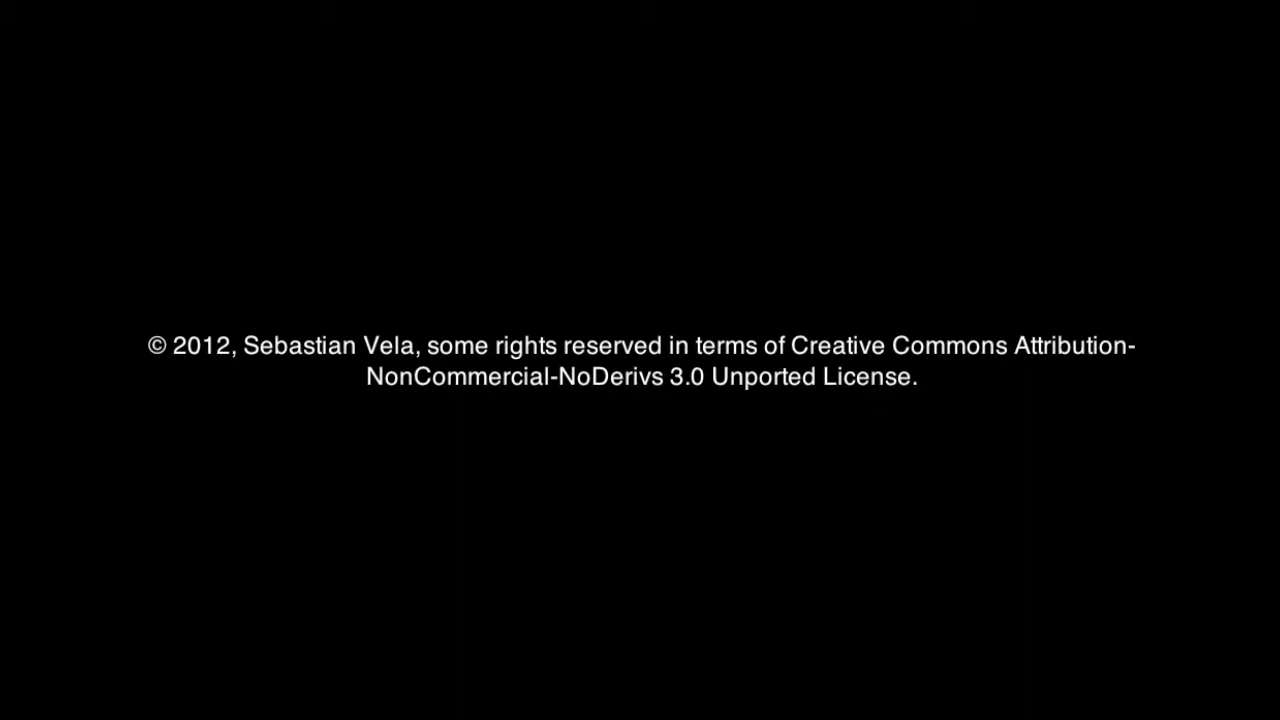 © 2012, Sebastian Vela, some rights reserved in terms of Creative Commons Attribution-
NonCommercial-NoDerivs 3.0 Unported License.